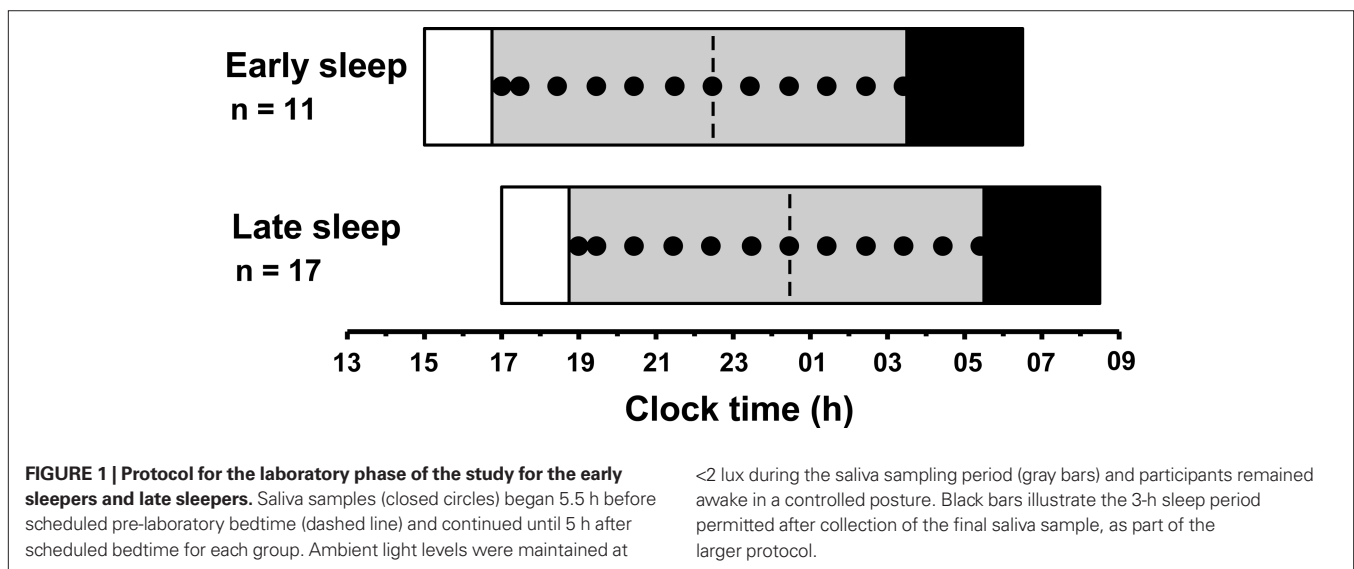 Early sleep
n = 11
Late sleep
n = 17
13 15 17 19 21 23 01 03 05 07 09
Clock time (h)
FIGURE 1 | Protocol for the laboratory phase of the study for the early
sleepers and late sleepers. Saliva samples (closed circles) began 5.5 h before
scheduled pre-laboratory bedtime (dashed line) and continued until 5 h after
scheduled bedtime for each group. Ambient light levels were maintained at
<2 lux during the saliva sampling period (gray bars) and participants remained
awake in a controlled posture. Black bars illustrate the 3-h sleep period
permitted after collection of the final saliva sample, as part of the
larger protocol.